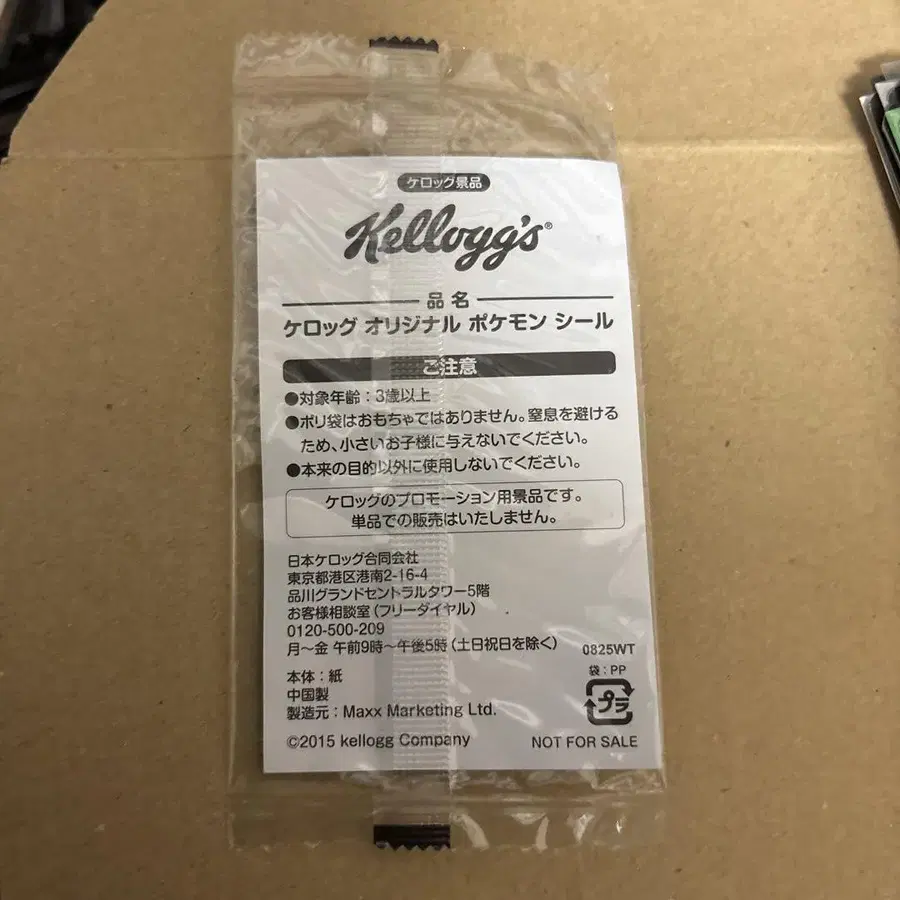 ケロッグ景品
Kellogg's®
品名
ケロッグ オリジナル ポケモン シール
ご注意
●対象年齢：3歳以上
●ポリ袋はおもちゃではありません。窒息を避ける
ため、小さいお子様に与えないでください。
●本来の目的以外に使用しないでください。
ケロッグのプロモーション用景品です。
単品での販売はいたしません。
日本ケロッグ合同会社
東京都港区港南2-16-4
品川グランドセントラルタワー5階
お客様相談室（フリーダイヤル）
0120-500-209
月～金 午前9時～午後5時（土日祝日を除く）
0825WT
本体：紙
中国製
製造元：Maxx Marketing Ltd.
袋：PP
プラ
©2015 kellogg Company
NOT FOR SALE